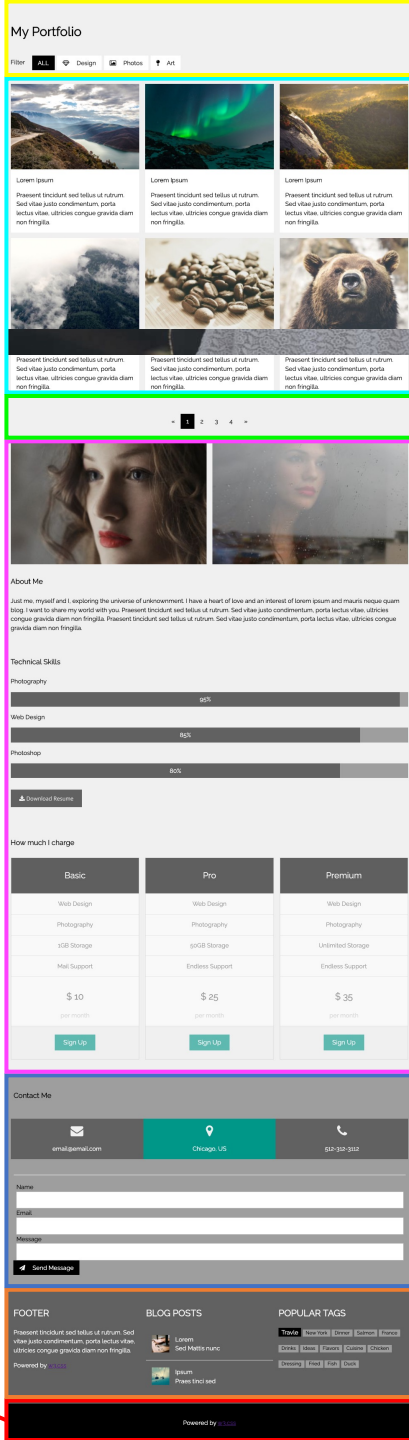 My Portfolio
Filter ALL Design Photos Art
Lorem Ipsum Lorem Ipsum Lorem Ipsum
Praesent tincidunt sed tellus ut rutrum. Praesent tincidunt sed tellus ut rutrum. Praesent tincidunt sed tellus ut rutrum.
Sed vitae justo condimentum, porta Sed vitae justo condimentum, porta Sed vitae justo condimentum, porta
lectus vitae, ultricies congue gravida diam lectus vitae, ultricies congue gravida diam lectus vitae, ultricies congue gravida diam
non fringilla. non fringilla. non fringilla.
Praesent tincidunt sed tellus ut rutrum. Praesent tincidunt sed tellus ut rutrum. Praesent tincidunt sed tellus ut rutrum.
Sed vitae justo condimentum, porta Sed vitae justo condimentum, porta Sed vitae justo condimentum, porta
lectus vitae, ultricies congue gravida diam lectus vitae, ultricies congue gravida diam lectus vitae, ultricies congue gravida diam
non fringilla. non fringilla. non fringilla.
« 1 2 3 4 »
About Me
Just me, myself and I, exploring the universe of unknownment. I have a heart of love and an interest of lorem ipsum and mauris neque quam
blog. I want to share my world with you. Praesent tincidunt sed tellus ut rutrum. Sed vitae justo condimentum, porta lectus vitae, ultricies
congue gravida diam non fringilla. Praesent tincidunt sed tellus ut rutrum. Sed vitae justo condimentum, porta lectus vitae, ultricies congue
gravida diam non fringilla.
Technical Skills
Photography
95%
Web Design
85%
Photoshop
80%
Download Resume
How much I charge
Basic Pro Premium
Web Design Web Design Web Design
Photography Photography Photography
1GB Storage 50GB Storage Unlimited Storage
Mail Support Endless Support Endless Support
$ 10 $ 25 $ 35
per month per month per month
Sign Up Sign Up Sign Up
Contact Me
email@email.com Chicago, US 512-312-3112
Name
Email
Message
Send Message
FOOTER BLOG POSTS POPULAR TAGS
Praesent tincidunt sed tellus ut rutrum. Sed Lorem Travle New York Dinner Salmon France
vitae justo condimentum, porta lectus vitae, Sed Mattis nunc Drinks Ideas Flavors Cuisine Chicken
ultricies congue gravida diam non fringilla. Dressing Fried Fish Duck
Powered by w3.css Ipsum
Praes tinci sed
Powered by w3.css